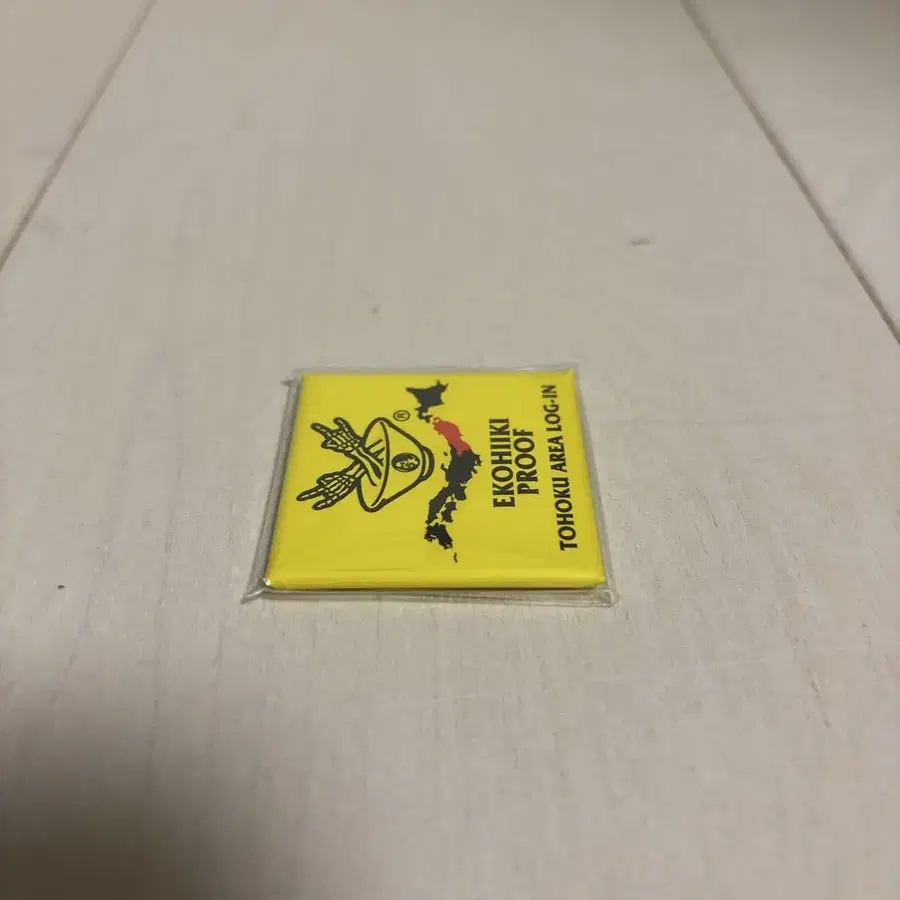 ®
EKOHIIKI
PROOF
TOHOKU AREA LOG-IN